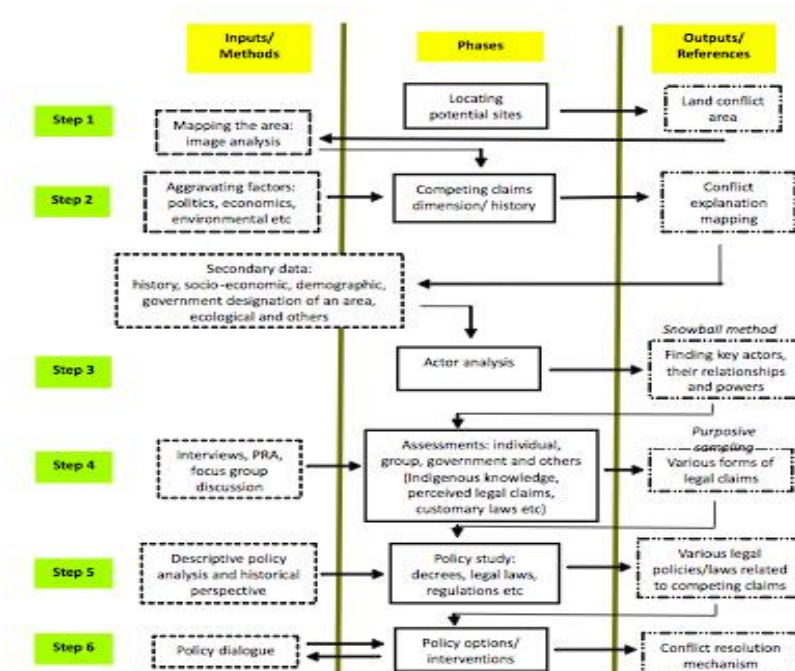 Inputs/
Methods
Phases
Outputs/
References
Step 1
Locating
potential sites
Land conflict
area
Mapping the area:
image analysis
Step 2
Aggravating factors:
politics, economics,
environmental etc
Competing claims
dimension/ history
Conflict
explanation
mapping
Secondary data:
history, socio-economic, demographic,
government designation of an area,
ecological and others
Step 3
Actor analysis
Snowball method
Finding key actors,
their relationships
and powers
Step 4
Interviews, PRA,
focus group
discussion
Assessments: individual,
group, government and others
(Indigenous knowledge,
perceived legal claims,
customary laws etc)
Purposive
sampling
Various forms of
legal claims
Step 5
Descriptive policy
analysis and historical
perspective
Policy study:
decrees, legal laws,
regulations etc
Various legal
policies/laws related
to competing claims
Step 6
Policy dialogue
Policy options/
interventions
Conflict resolution
mechanism